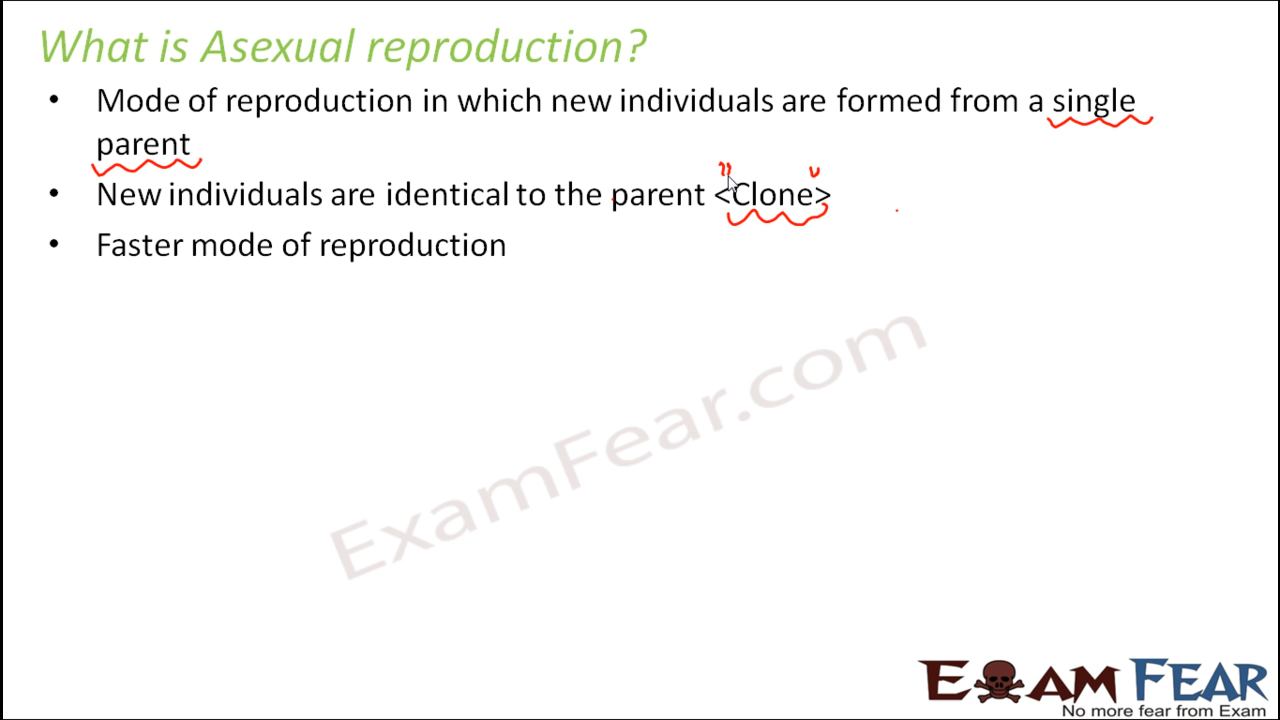 What is Asexual reproduction?
• Mode of reproduction in which new individuals are formed from a single
parent
• New individuals are identical to the parent <Clone>
• Faster mode of reproduction
ExamFear.com
EXAM FEAR
No more fear from Exam